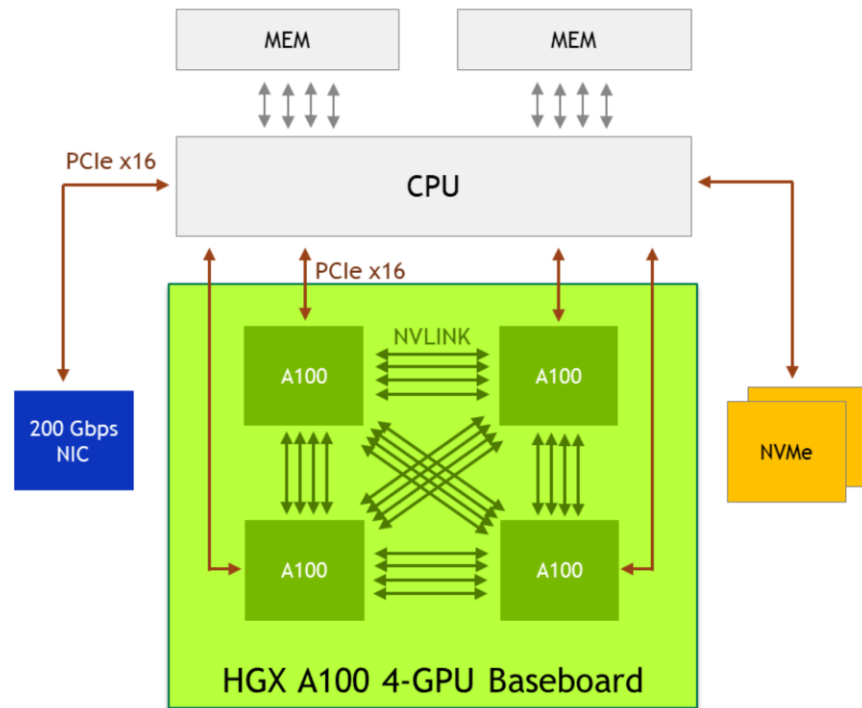 MEM
MEM
PCIe x16
CPU
PCIe x16
NVLINK
A100
A100
200 Gbps
NIC
NVMe
A100
A100
HGX A100 4-GPU Baseboard